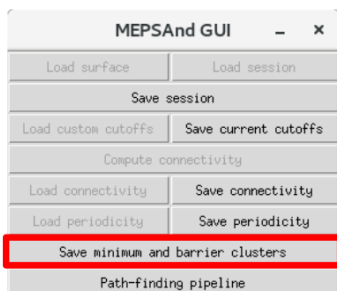 MEPSAnd GUI
Load surface Load session
Save session
Load custom cutoffs Save current cutoffs
Compute connectivity
Load connectivity Save connectivity
Load periodicity Save periodicity
Save minimum and barrier clusters
Path-finding pipeline